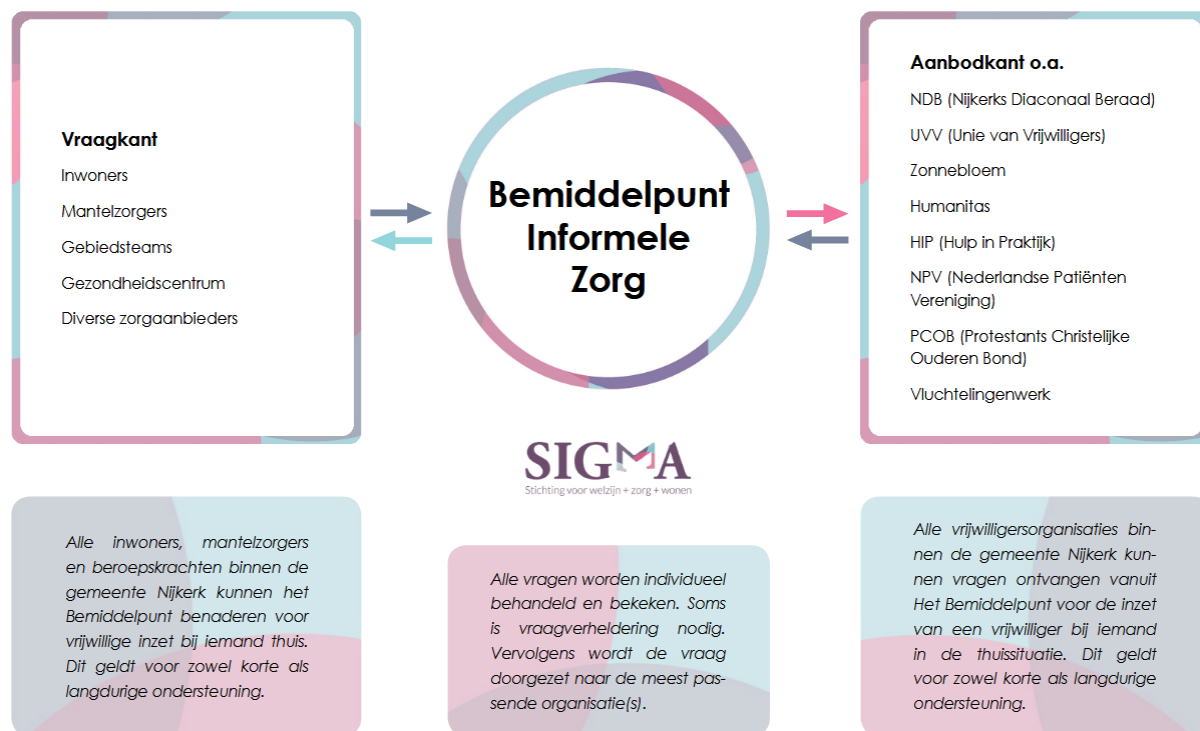 Vraagkant
Inwoners
Mantelzorgers
Gebiedsteams
Gezondheidscentrum
Diverse zorgaanbieders
Bemiddelpunt
Informele
Zorg
SIGMA
Stichting voor welzijn + zorg + wonen
Aanbodkant o.a.
NDB (Nijkerks Diaconaal Beraad)
UVV (Unie van Vrijwilligers)
Zonnebloem
Humanitas
HIP (Hulp in Praktijk)
NPV (Nederlandse Patiënten
Vereniging)
PCOB (Protestants Christelijke
Ouderen Bond)
Vluchtelingenwerk
Alle inwoners, mantelzorgers
en beroepskrachten binnen de
gemeente Nijkerk kunnen het
Bemiddelpunt benaderen voor
vrijwillige inzet bij iemand thuis.
Dit geldt voor zowel korte als
langdurige ondersteuning.
Alle vragen worden individueel
behandeld en bekeken. Soms
is vraagverheldering nodig.
Vervolgens wordt de vraag
doorgezet naar de meest pas-
sende organisatie(s).
Alle vrijwilligersorganisaties bin-
nen de gemeente Nijkerk kun-
nen vragen ontvangen vanuit
Het Bemiddelpunt voor de inzet
van een vrijwilliger bij iemand
in de thuissituatie. Dit geldt
voor zowel korte als langdurige
ondersteuning.